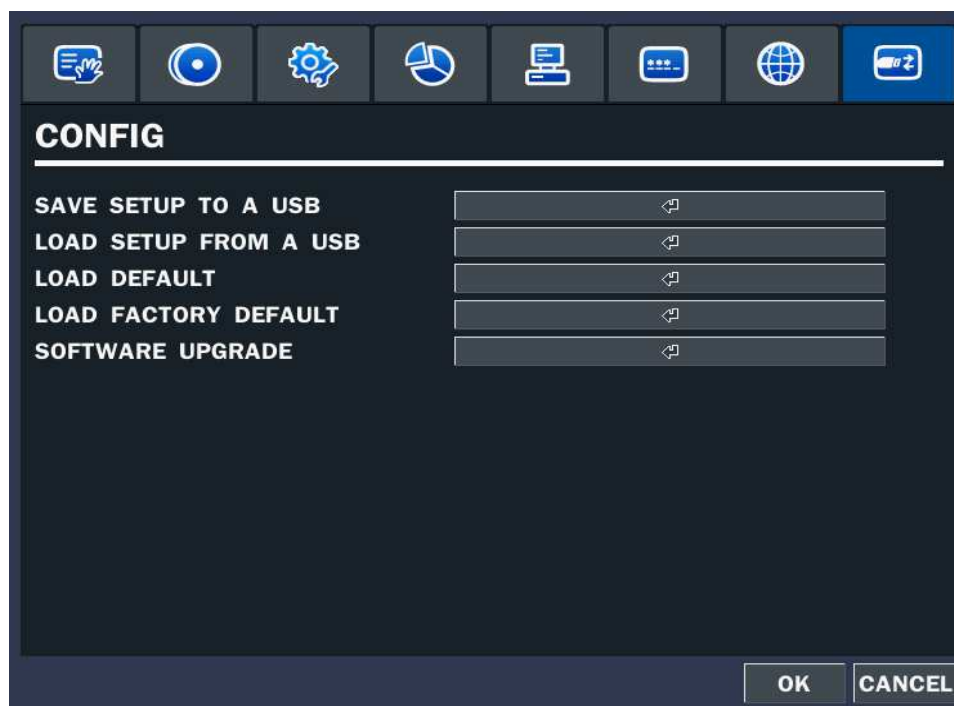 CONFIG
SAVE SETUP TO A USB
LOAD SETUP FROM A USB
LOAD DEFAULT
LOAD FACTORY DEFAULT
SOFTWARE UPGRADE
OK
CANCEL